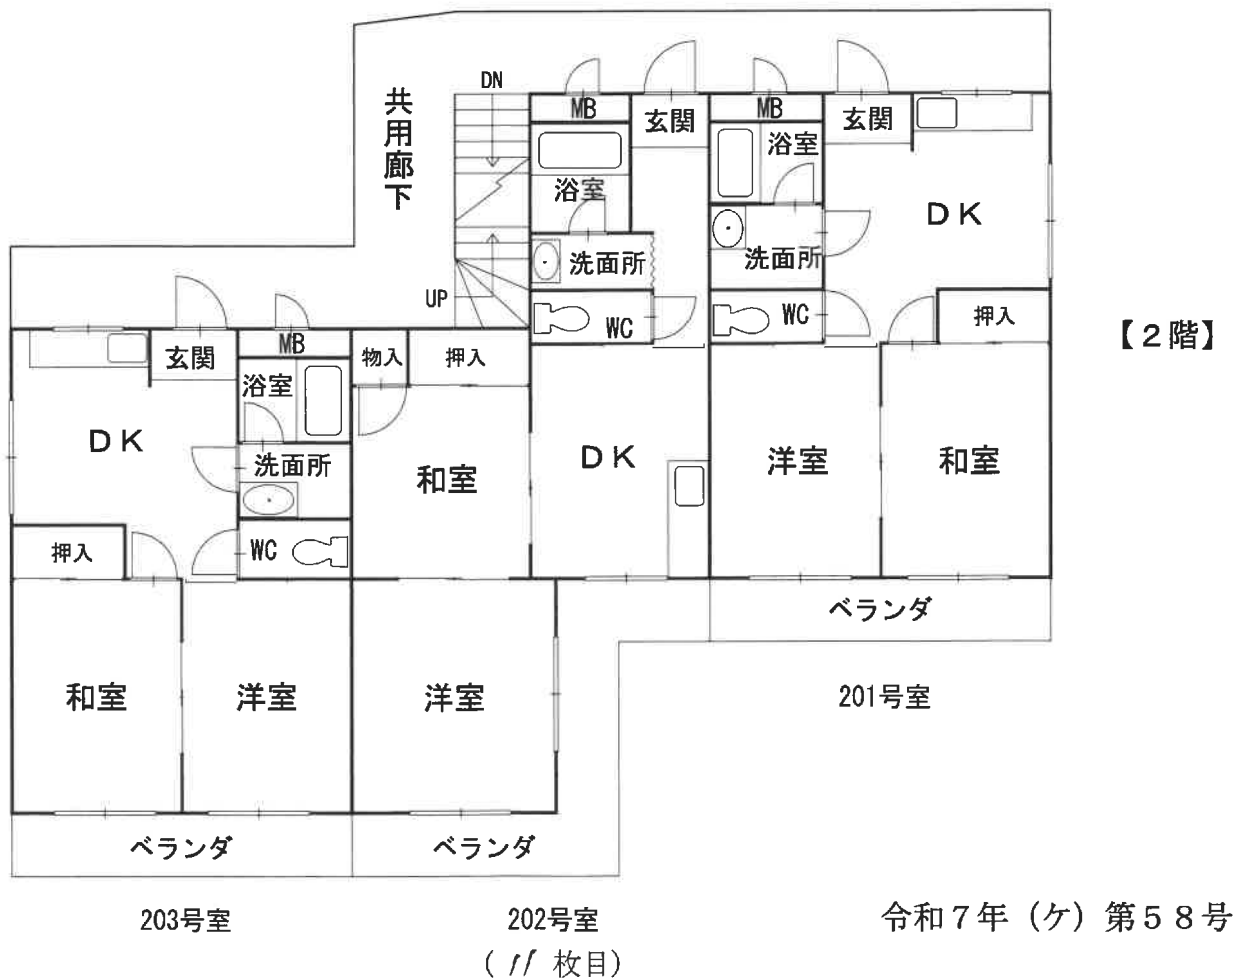 DN
共用廊下
MB
玄関
MB
玄関
浴室
浴室
DK
洗面所
洗面所
UP
WC
WC
押入
【2階】
玄関
MB
物入
押入
浴室
DK
洗面所
和室
DK
洋室
和室
押入
WC
ベランダ
和室
洋室
洋室
201号室
ベランダ
ベランダ
203号室
202号室
令和7年(ケ)第58号
(11枚目)